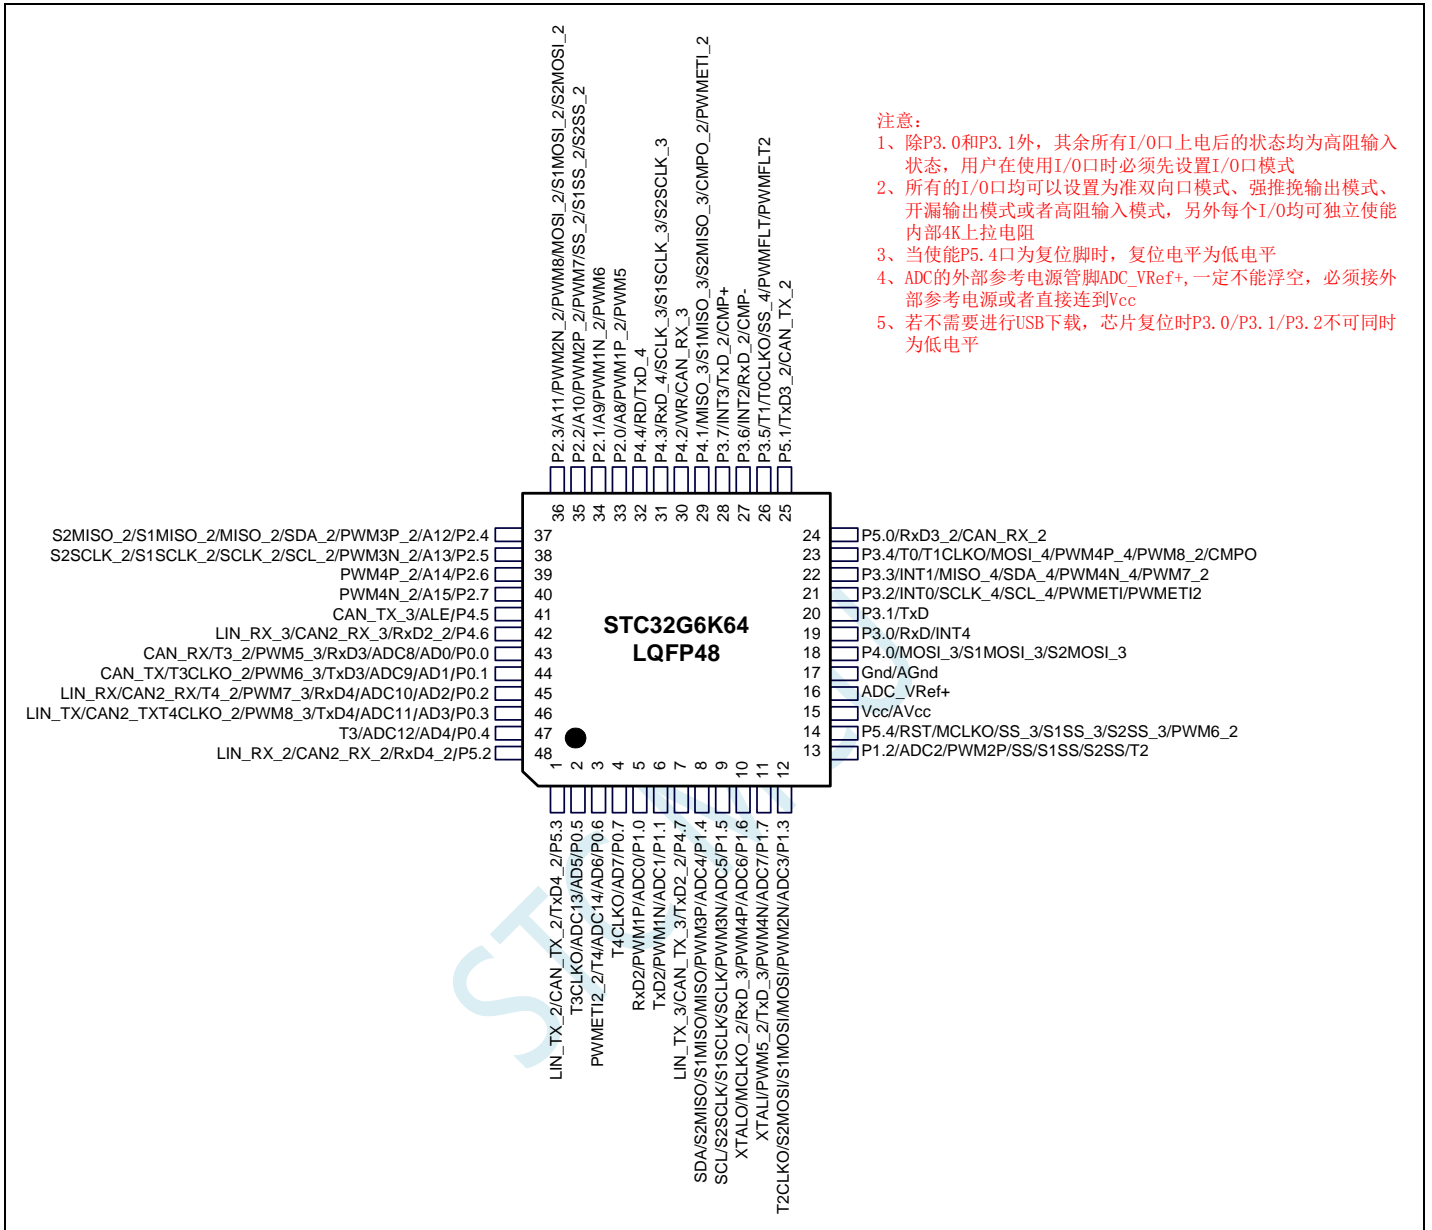 P2.3/A11/PWM2N_2/PWM8/MOSI_2/S1MOSI_2/S2MOSI_2
P2.2/A10/PWM2P_2/PWM7/SS_2/S1SS_2/S2SS_2
P2.1/A9/PWM1N_2/PWM6
P2.0/A8/PWM1P_2/PWM5
P4.4/RD/TxD_4
P4.3/RxD_4/SCLK_3/S1SCLK_3/S2SCLK_3
P4.2/WR/CAN_RX_3
P4.1/MISO_3/S1MISO_3/S2MISO_3/CMPO_2/PWMETI_2
P3.7/INT3/TxD_2/CMP+
P3.6/INT2/RxD_2/CMP-
P3.5/T1/T0CLKO/SS_4/PWMFLT/PWMFLT2
P5.1/TxD3_2/CAN_TX_2
注意:
1、除P3.0和P3.1外，其余所有I/O口上电后的状态均为高阻输入
状态，用户在使用I/O口时必须先设置I/O口模式
2、所有的I/O口均可以设置为准双向口模式、强推挽输出模式、
开漏输出模式或者高阻输入模式，另外每个I/O均可独立使能
内部4K上拉电阻
3、当使能P5.4口为复位脚时，复位电平为低电平
4、ADC的外部参考电源管脚ADC_VRef+,一定不能浮空，必须接外
部参考电源或者直接连到Vcc
5、若不需要进行USB下载，芯片复位时P3.0/P3.1/P3.2不可同时
为低电平
36 35 34 33 32 31 30 29 28 27 26 25
S2MISO_2/S1MISO_2/MISO_2/SDA_2/PWM3P_2/A12/P2.4 37
S2SCLK_2/S1SCLK_2/SCLK_2/SCL_2/PWM3N_2/A13/P2.5 38
PWM4P_2/A14/P2.6 39
PWM4N_2/A15/P2.7 40
CAN_TX_3/ALE/P4.5 41
LIN_RX_3/CAN2_RX_3/RxD2_2/P4.6 42
CAN_RX/T3_2/PWM5_3/RxD3/ADC8/AD0/P0.0 43
CAN_TX/T3CLKO_2/PWM6_3/TxD3/ADC9/AD1/P0.1 44
LIN_RX/CAN2_RX/T4_2/PWM7_3/RxD4/ADC10/AD2/P0.2 45
LIN_TX/CAN2_TXT4CLKO_2/PWM8_3/TxD4/ADC11/AD3/P0.3 46
T3/ADC12/AD4/P0.4 47
LIN_RX_2/CAN2_RX_2/RxD4_2/P5.2 48
STC32G6K64
LQFP48
24 P5.0/RxD3_2/CAN_RX_2
23 P3.4/T0/T1CLKO/MOSI_4/PWM4P_4/PWM8_2/CMPO
22 P3.3/INT1/MISO_4/SDA_4/PWM4N_4/PWM7_2
21 P3.2/INT0/SCLK_4/SCL_4/PWMETI/PWMETI2
20 P3.1/TxD
19 P3.0/RxD/INT4
18 P4.0/MOSI_3/S1MOSI_3/S2MOSI_3
17 Gnd/AGnd
16 ADC_VRef+
15 Vcc/AVcc
14 P5.4/RST/MCLKO/SS_3/S1SS_3/S2SS_3/PWM6_2
13 P1.2/ADC2/PWM2P/SS/S1SS/S2SS/T2
1 2 3 4 5 6 7 8 9 10 11 12
LIN_TX_2/CAN_TX_2/TxD4_2/P5.3
T3CLKO/ADC13/AD5/P0.5
PWMETI2_2/T4/ADC14/AD6/P0.6
T4CLKO/AD7/P0.7
RxD2/PWM1P/ADC0/P1.0
TxD2/PWM1N/ADC1/P1.1
LIN_TX_3/CAN_TX_3/TxD2_2/P4.7
SDA/S2MISO/S1MISO/MISO/PWM3P/ADC4/P1.4
SCL/S2SCLK/S1SCLK/SCLK/PWM3N/ADC5/P1.5
XTALO/MCLKO_2/RxD_3/PWM4P/ADC6/P1.6
XTALI/PWM5_2/TxD_3/PWM4N/ADC7/P1.7
T2CLKO/S2MOSI/S1MOSI/MOSI/PWM2N/ADC3/P1.3